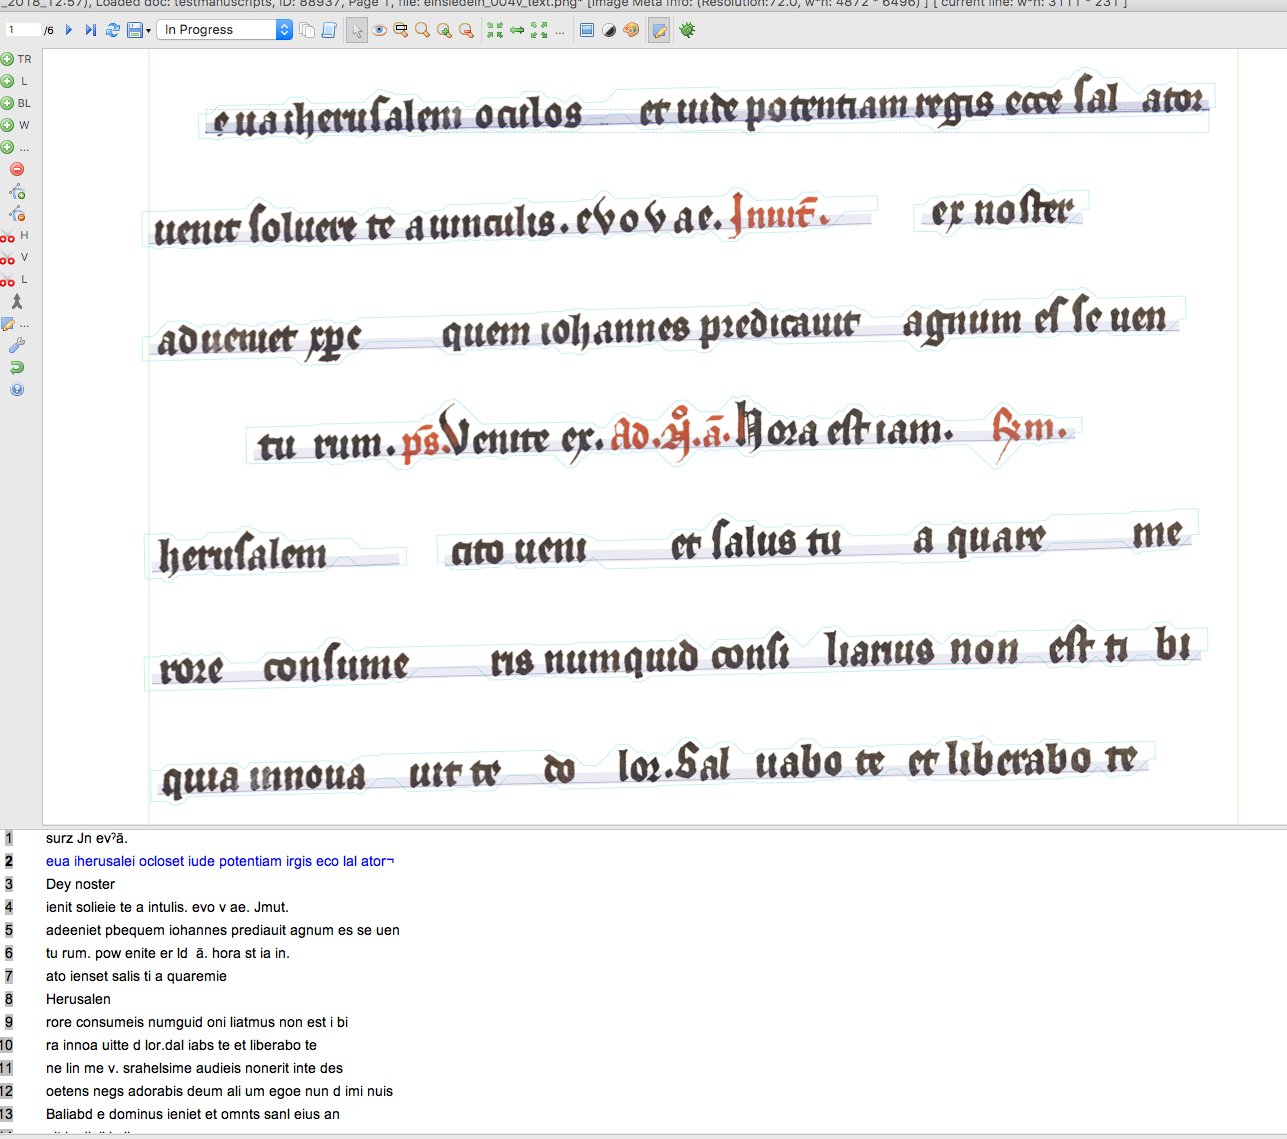 _2018_12:57), Loaded doc: testmanuscripts, ID: 88937, Page 1, file: einsiedeln_004v_text.png* [Image Meta Info: (Resolution:72.0, w*h: 4872 * 6496) ] [ current line: w*h: 3111 * 231 ]
1 /6 In Progress ...
TR
L
BL
W
...
H
V
L
...
eua iherusalem oculos et uide potentiam regis ecce sal ator
uenit soluere te a uinculis. evovae. Inuit̄. ex noster
adueniet xp̄c quem iohannes predicauit agnum es se uen
tu rum. ps̄. Venite ex. Ad. ā. Hora est iam.
herusalem cito ueni et salus tu a quare me
rore consume ris numquid consi liarius non est ti bi
quia innoua uit te do lor. Sal uabo te et liberabo te
1 surz Jn evˀā.
2 eua iherusalei ocloset iude potentiam irgis eco lal ator¬
3 Dey noster
4 ienit solieie te a intulis. evo v ae. Jmut.
5 adeeniet pbequem iohannes prediauit agnum es se uen
6 tu rum. pow enite er ld ā. hora st ia in.
7 ato ienset salis ti a quaremie
8 Herusalen
9 rore consumeis numguid oni liatmus non est i bi
10 ra innoa uitte d lor.dal iabs te et liberabo te
11 ne lin me v. srahelsime audieis nonerit inte des
12 oetens negs adorabis deum ali um egoe nun d imi nuis
13 Baliabd e dominus ieniet et omnts sanl eius an